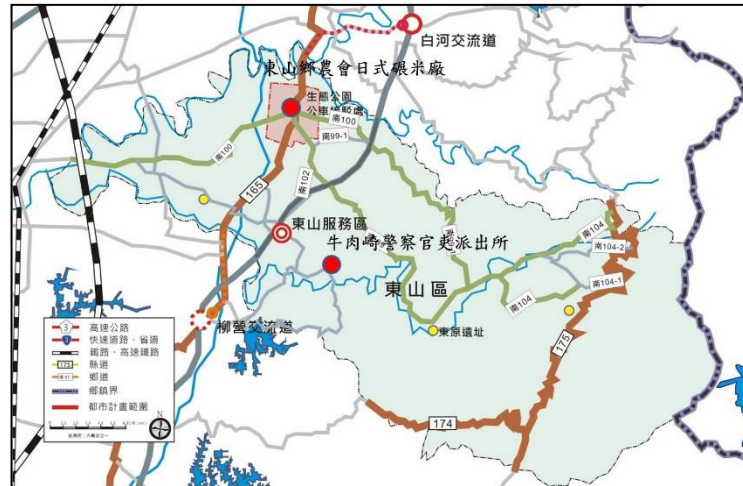 白河交流道
東山鄉農會日式碾米廠
生態公園
南100
南99-1
南100
165
南102
東山服務區
牛肉崎警察官吏派出所
東山區
南104
南104-2
南104-1
南104
東原遺址
柳營交流道
175
174
3 高速公路
3 快速道路、省道
鐵路、高速鐵路
175 縣道
鄉道
鄉鎮界
都市計畫範圍
N